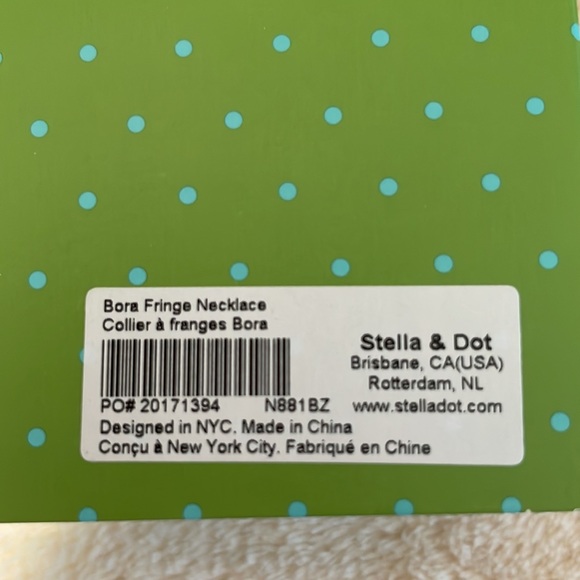 Bora Fringe Necklace
Collier à franges Bora
Stella & Dot
Brisbane, CA(USA)
Rotterdam, NL
PO# 20171394 N881BZ www.stelladot.com
Designed in NYC. Made in China
Conçu à New York City. Fabriqué en Chine